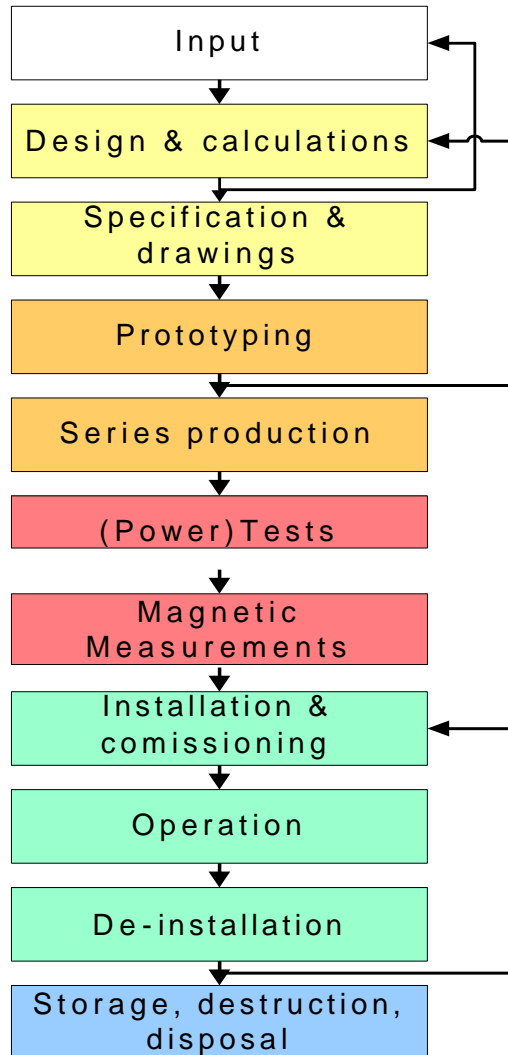 Input
Design & calculations
Specification &
drawings
Prototyping
Series production
(Power)Tests
Magnetic
Measurements
Installation &
comissioning
Operation
De-installation
Storage, destruction,
disposal